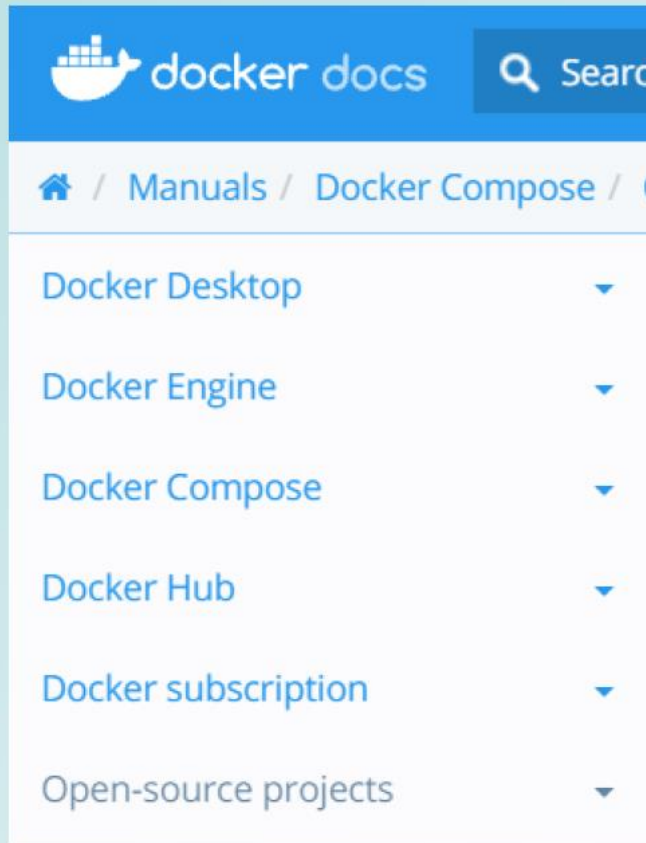 docker docs Searc
/ Manuals / Docker Compose /
Docker Desktop
Docker Engine
Docker Compose
Docker Hub
Docker subscription
Open-source projects